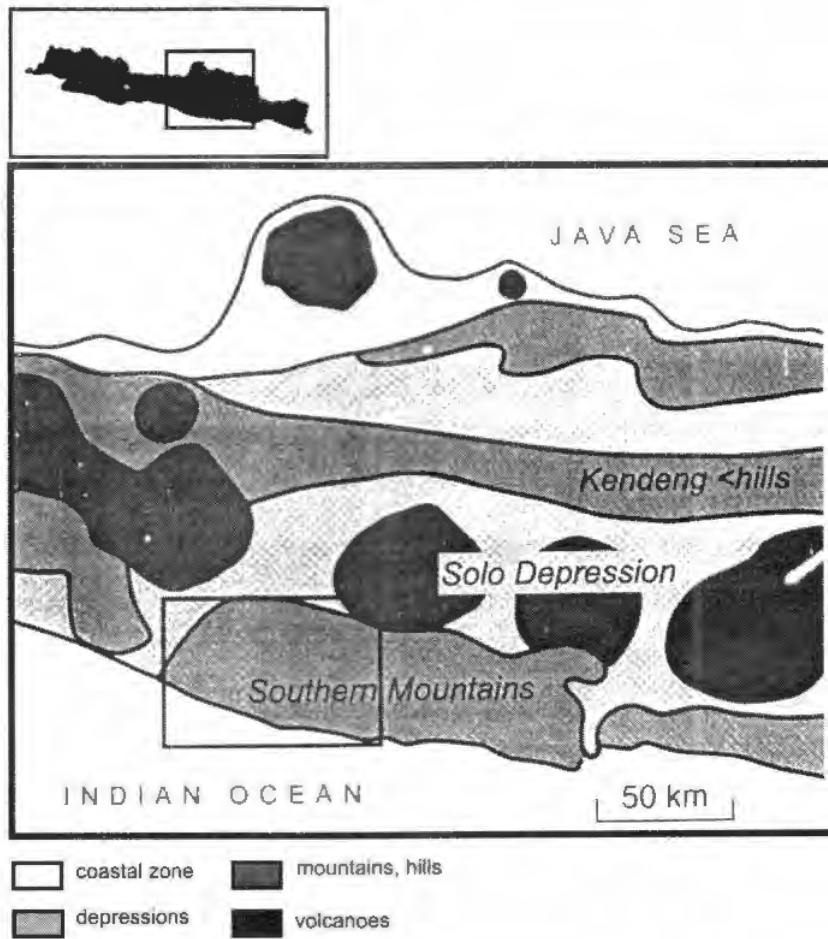 JAVA SEA
Kendeng <hills
Solo Depression
Southern Mountains
INDIAN OCEAN
50 km
coastal zone
mountains, hills
depressions
volcanoes